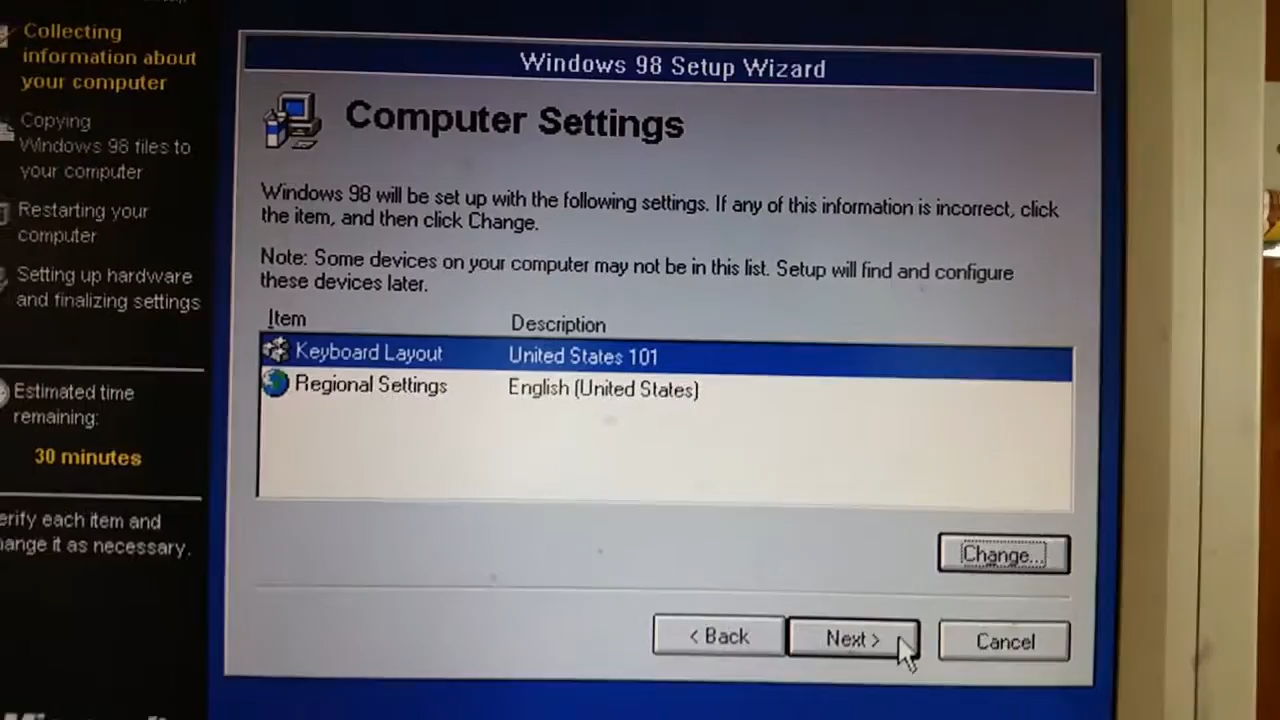 Collecting
information about
your computer
Copying
Windows 98 files to
your computer
Restarting your
computer
Setting up hardware
and finalizing settings
Estimated time
remaining:
30 minutes
erify each item and
ange it as necessary.
Microsoft
Windows 98 Setup Wizard
Computer Settings
Windows 98 will be set up with the following settings. If any of this information is incorrect, click
the item, and then click Change.
Note: Some devices on your computer may not be in this list. Setup will find and configure
these devices later.
Item Description
Keyboard Layout United States 101
Regional Settings English (United States)
Change...
< Back Next > Cancel